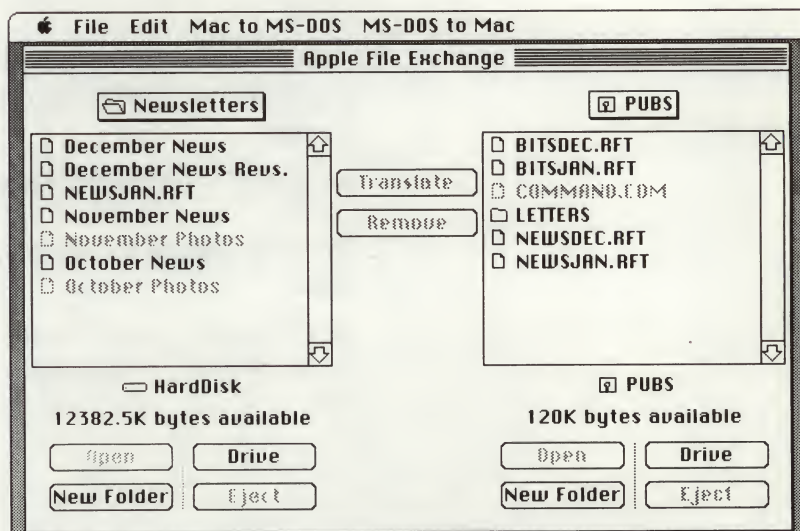 File Edit Mac to MS-DOS MS-DOS to Mac
Apple File Exchange
Newsletters
December News
December News Revs.
NEWSJAN.RFT
November News
November Photos
October News
October Photos
HardDisk
12382.5K bytes available
Open
Drive
New Folder
Eject
Translate
Remove
PUBS
BITSDEC.RFT
BITSJAN.RFT
COMMAND.COM
LETTERS
NEWSDEC.RFT
NEWSJAN.RFT
PUBS
120K bytes available
Open
Drive
New Folder
Eject